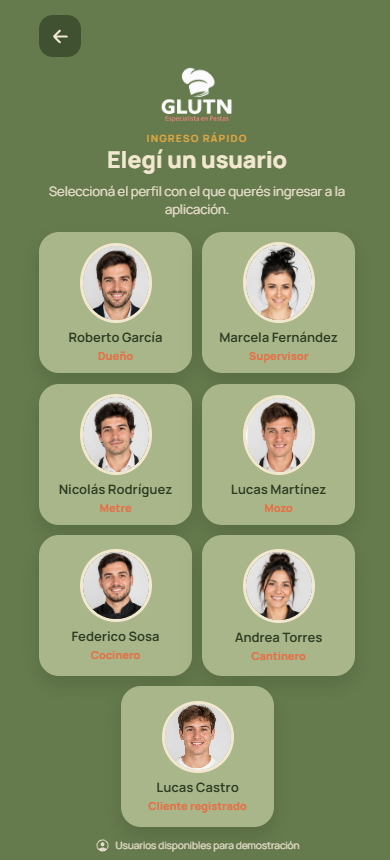 GLUTN
Especialista en Pastas
INGRESO RÁPIDO
Elegí un usuario
Seleccioná el perfil con el que querés ingresar a la
aplicación.
Roberto García
Dueño
Marcela Fernández
Supervisor
Nicolás Rodríguez
Metre
Lucas Martínez
Mozo
Federico Sosa
Cocinero
Andrea Torres
Cantinero
Lucas Castro
Cliente registrado
Usuarios disponibles para demostración